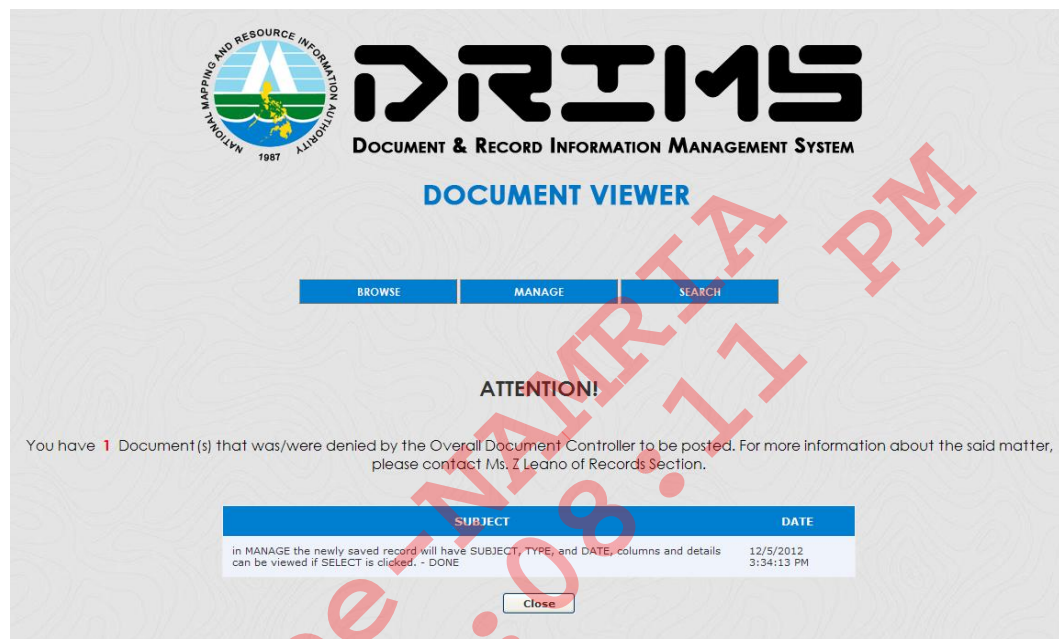 NATIONAL MAPPING AND RESOURCE INFORMATION AUTHORITY
1987
DRIMS
DOCUMENT & RECORD INFORMATION MANAGEMENT SYSTEM
DOCUMENT VIEWER
BROWSE MANAGE SEARCH
ATTENTION!
You have 1 Document(s) that was/were denied by the Overall Document Controller to be posted. For more information about the said matter,
please contact Ms. Z Leano of Records Section.
SUBJECT DATE
in MANAGE the newly saved record will have SUBJECT, TYPE, and DATE, columns and details 12/5/2012
can be viewed if SELECT is clicked. - DONE 3:34:13 PM
Close
e-NAMRIA
:08:11 PM